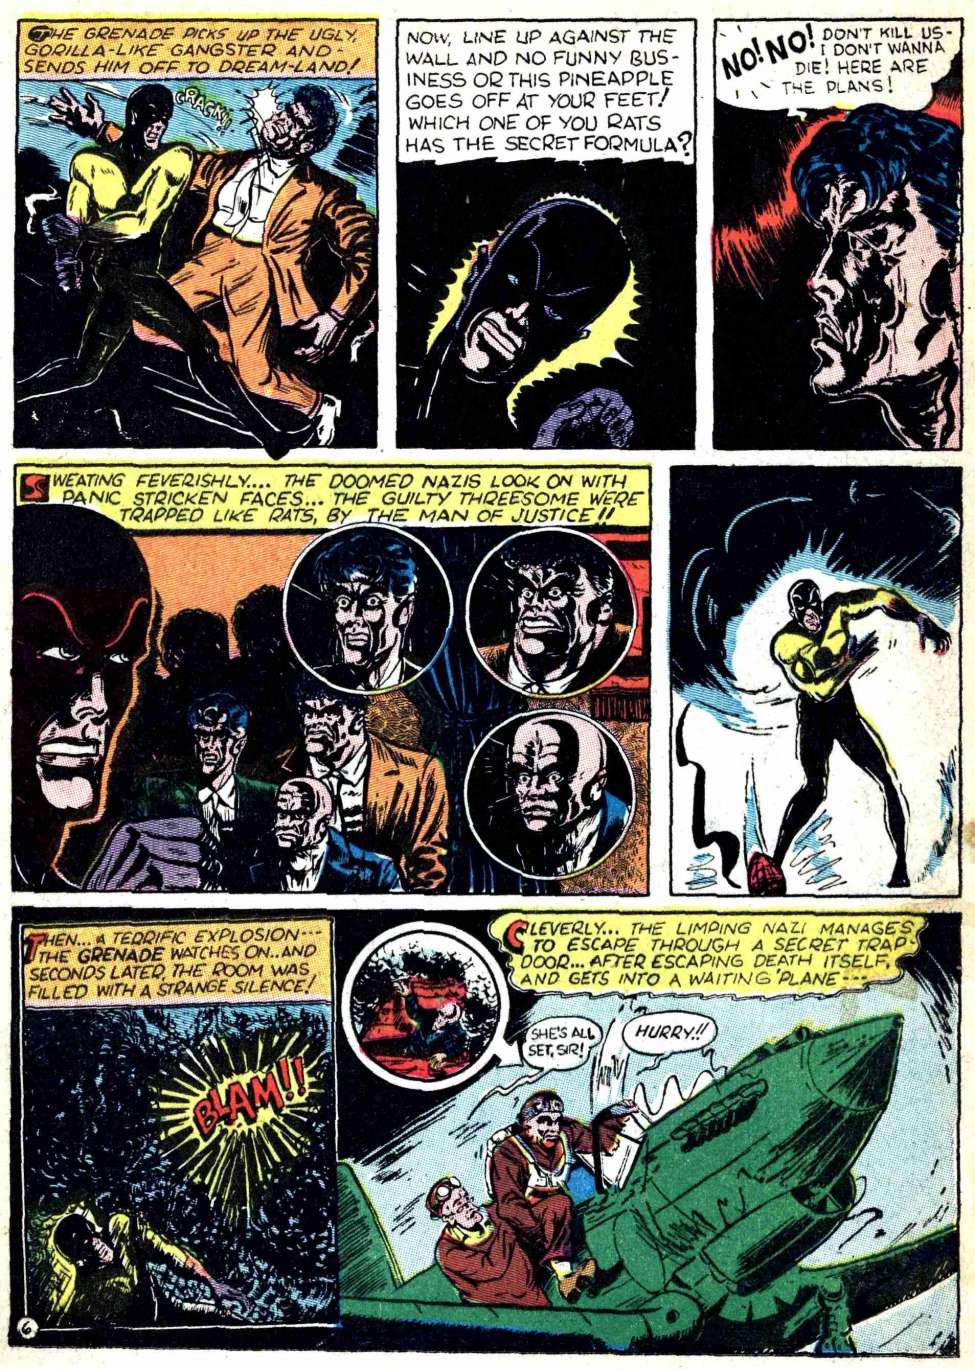 THE GRENADE PICKS UP THE UGLY,
GORILLA-LIKE GANGSTER AND-
SENDS HIM OFF TO DREAM-LAND!
CRACK!!
NOW, LINE UP AGAINST THE
WALL AND NO FUNNY BUS-
INESS OR THIS PINEAPPLE
GOES OFF AT YOUR FEET!
WHICH ONE OF YOU RATS
HAS THE SECRET FORMULA?
NO! NO! DON'T KILL US-
I DON'T WANNA
DIE! HERE ARE
THE PLANS!
SWEATING FEVERISHLY.... THE DOOMED NAZIS LOOK ON WITH
PANIC STRICKEN FACES... THE GUILTY THREESOME WERE
TRAPPED LIKE RATS, BY THE MAN OF JUSTICE!!
THEN... A TERRIFIC EXPLOSION---
THE GRENADE WATCHES ON..AND
SECONDS LATER, THE ROOM WAS
FILLED WITH A STRANGE SILENCE!
BLAM!!!
6
CLEVERLY... THE LIMPING NAZI MANAGES
TO ESCAPE THROUGH A SECRET TRAP-
DOOR... AFTER ESCAPING DEATH ITSELF,
AND GETS INTO A WAITING 'PLANE---
SHE'S ALL
SET, SIR!
HURRY!!